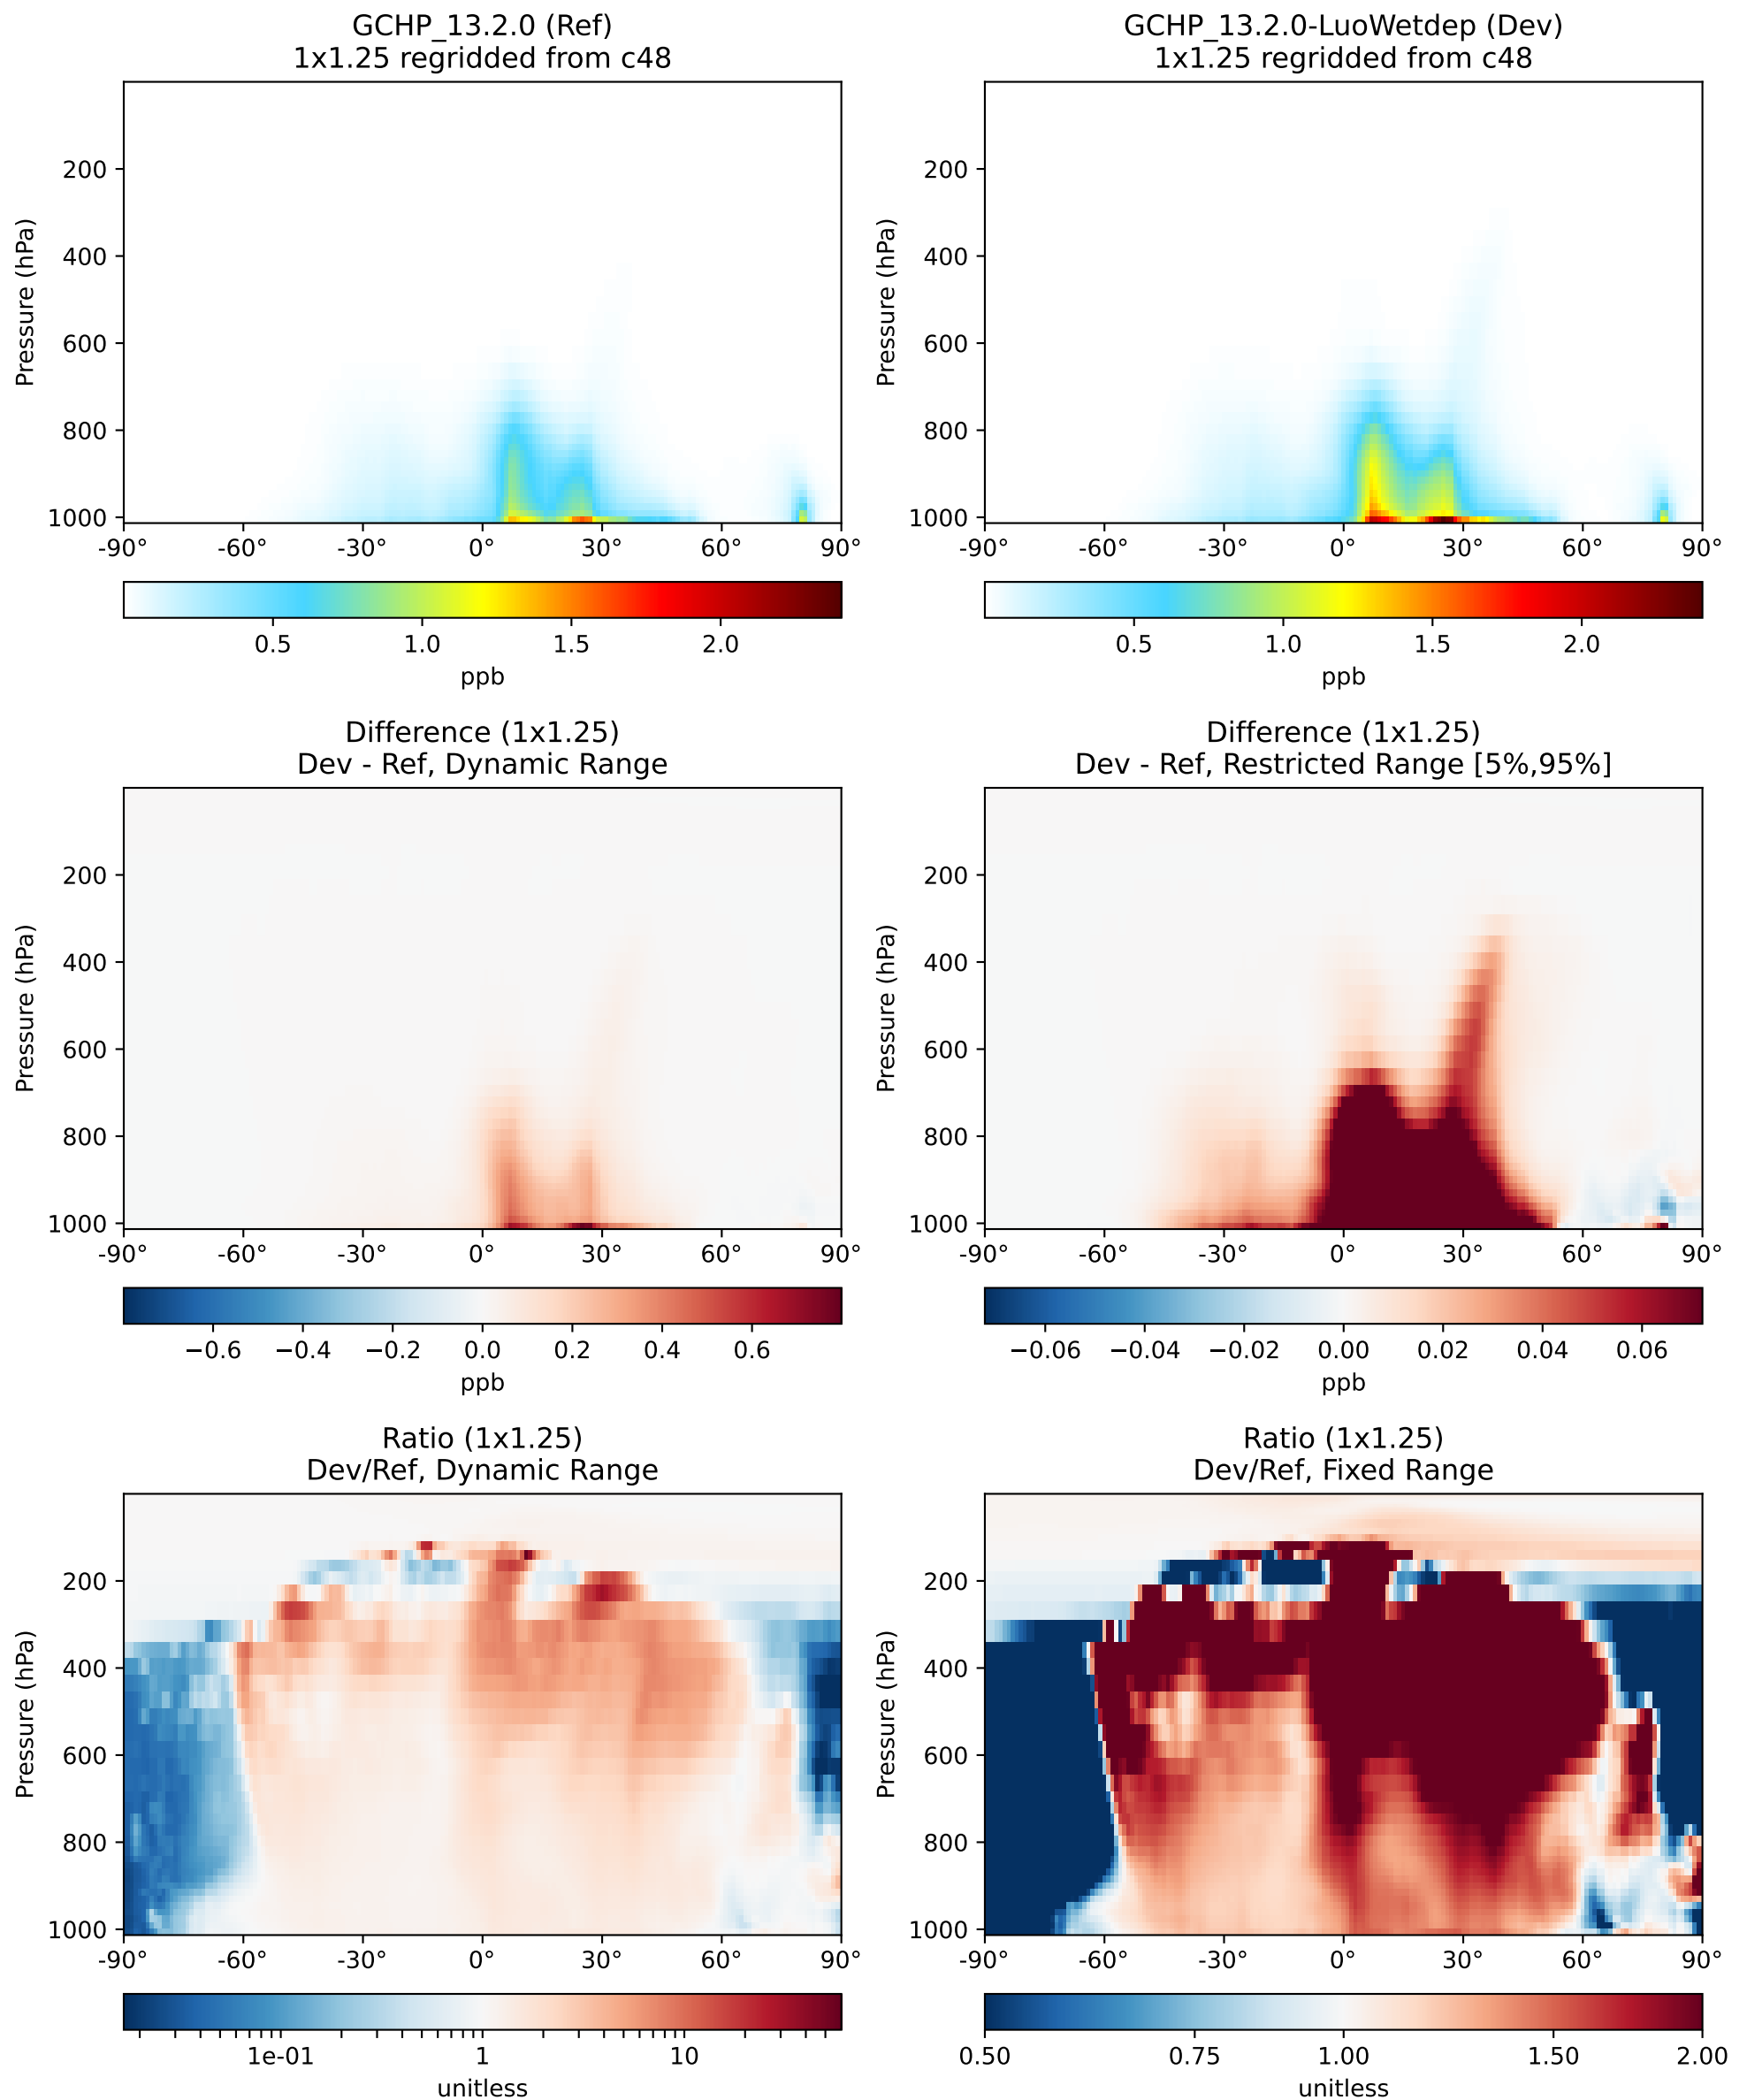 GCHP_13.2.0 (Ref)
1x1.25 regridded from c48
Pressure (hPa)
200
400
600
800
1000
-90° -60° -30° 0° 30° 60° 90°
0.5 1.0 1.5 2.0
ppb
GCHP_13.2.0-LuoWetdep (Dev)
1x1.25 regridded from c48
Pressure (hPa)
200
400
600
800
1000
-90° -60° -30° 0° 30° 60° 90°
0.5 1.0 1.5 2.0
ppb
Difference (1x1.25)
Dev - Ref, Dynamic Range
Pressure (hPa)
200
400
600
800
1000
-90° -60° -30° 0° 30° 60° 90°
−0.6 −0.4 −0.2 0.0 0.2 0.4 0.6
ppb
Difference (1x1.25)
Dev - Ref, Restricted Range [5%,95%]
Pressure (hPa)
200
400
600
800
1000
-90° -60° -30° 0° 30° 60° 90°
−0.06 −0.04 −0.02 0.00 0.02 0.04 0.06
ppb
Ratio (1x1.25)
Dev/Ref, Dynamic Range
Pressure (hPa)
200
400
600
800
1000
-90° -60° -30° 0° 30° 60° 90°
1e-01 1 10
unitless
Ratio (1x1.25)
Dev/Ref, Fixed Range
Pressure (hPa)
200
400
600
800
1000
-90° -60° -30° 0° 30° 60° 90°
0.50 0.75 1.00 1.50 2.00
unitless